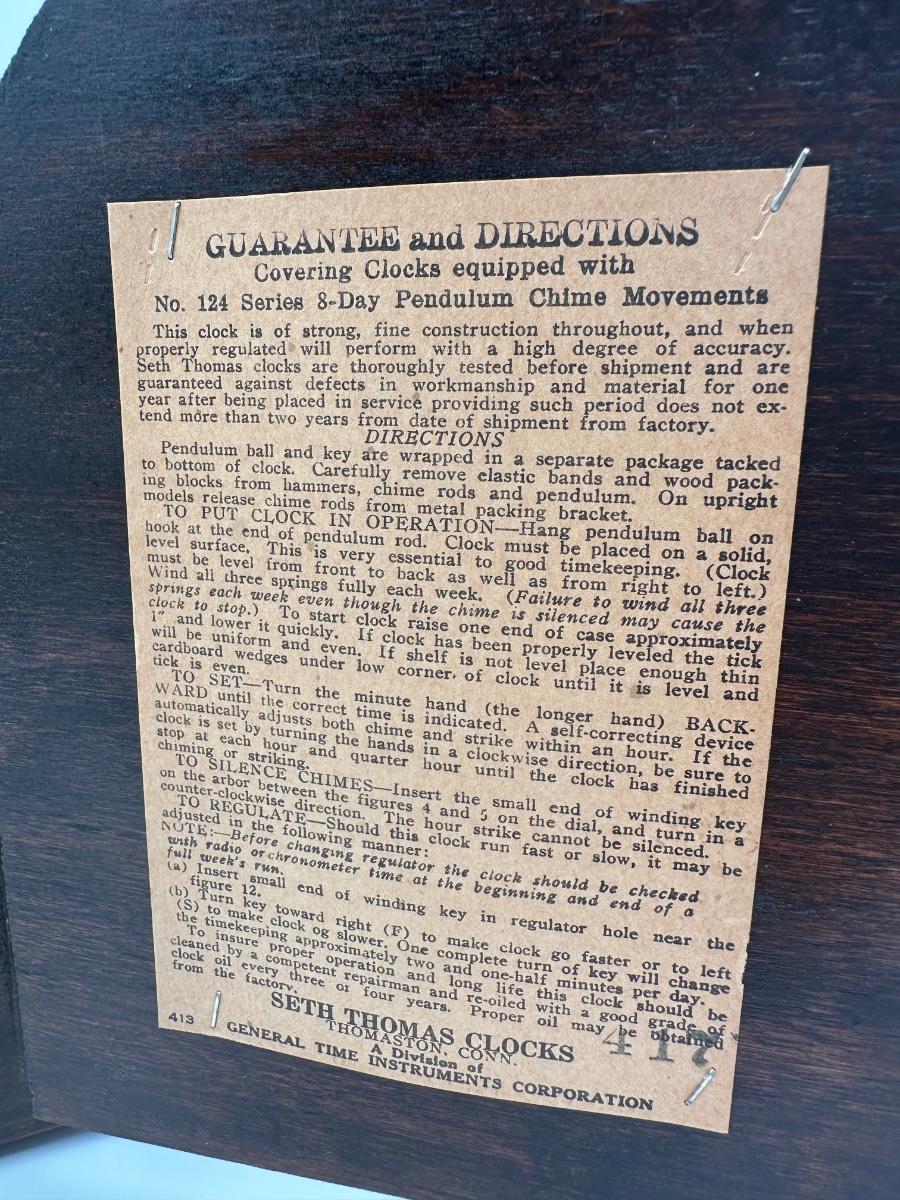 GUARANTEE and DIRECTIONS
Covering Clocks equipped with
No. 124 Series 8-Day Pendulum Chime Movements
This clock is of strong, fine construction throughout, and when
properly regulated will perform with a high degree of accuracy.
Seth Thomas clocks are thoroughly tested before shipment and are
guaranteed against defects in workmanship and material for one
year after being placed in service providing such period does not ex-
tend more than two years from date of shipment from factory.
DIRECTIONS
Pendulum ball and key are wrapped in a separate package tacked
to bottom of clock. Carefully remove elastic bands and wood pack-
ing blocks from hammers, chime rods and pendulum. On upright
models release chime rods from metal packing bracket.
TO PUT CLOCK IN OPERATION—Hang pendulum ball on
hook at the end of pendulum rod. Clock must be placed on a solid,
level surface. This is very essential to good timekeeping. (Clock
must be level from front to back as well as from right to left.)
Wind all three springs fully each week. (Failure to wind all three
springs each week even though the chime is silenced may cause the
clock to stop.) To start clock raise one end of case approximately
1" and lower it quickly. If clock has been properly leveled the tick
will be uniform and even. If shelf is not level place enough thin
cardboard wedges under low corner. of clock until it is level and
tick is even.
TO SET—Turn the minute hand (the longer hand) BACK-
WARD until the correct time is indicated. A self-correcting device
automatically adjusts both chime and strike within an hour. If the
clock is set by turning the hands in a clockwise direction, be sure to
stop at each hour and quarter hour until the clock has finished
chiming or striking.
TO SILENCE CHIMES—Insert the small end of winding key
on the arbor between the figures 4 and 5 on the dial, and turn in a
counter-clockwise direction. The hour strike cannot be silenced.
TO REGULATE—Should this clock run fast or slow, it may be
adjusted in the following manner:
NOTE:—Before changing regulator the clock should be checked
with radio or chronometer time at the beginning and end of a
full week's run.
(a) Insert small end of winding key in regulator hole near the
figure 12.
(b) Turn key toward right (F) to make clock go faster or to left
(S) to make clock og slower. One complete turn of key will change
the timekeeping approximately two and one-half minutes per day.
To insure proper operation and long life this clock should be
cleaned by a competent repairman and re-oiled with a good grade of
clock oil every three or four years. Proper oil may be obtained
from the factory.
SETH THOMAS CLOCKS
THOMASTON, CONN.
A Division of
GENERAL TIME INSTRUMENTS CORPORATION
413
417